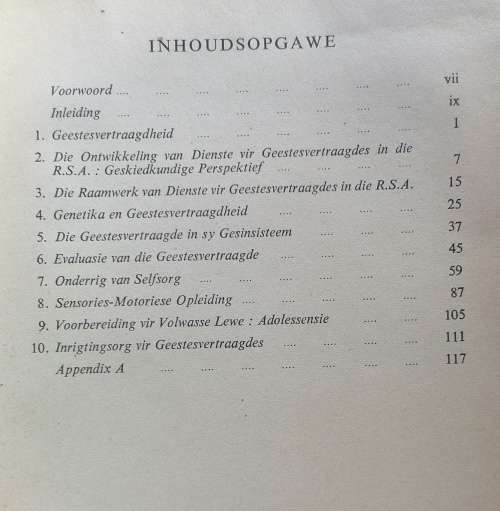 INHOUDSOPGAWE
Voorwood .... .... .... .... .... .... .... .... vii
Inleiding .... .... .... .... .... .... .... .... ix
1. Geestesvertraagdheid .... .... .... .... .... .... 1
2. Die Ontwikkeling van Dienste vir Geestesvertraagdes in die
R.S.A. : Geskiedkundige Perspektief .... .... .... .... 7
3. Die Raamwerk van Dienste vir Geestesvertraagdes in die R.S.A. 15
4. Genetika en Geestesvertraagdheid .... .... .... .... 25
5. Die Geestesvertraagde in sy Gesinsisteem .... .... .... 37
6. Evaluasie van die Geestesvertraagde .... .... .... .... 45
7. Onderrig van Selfsorg .... .... .... .... .... .... 59
8. Sensories-Motoriese Opleiding .... .... .... .... .... 87
9. Voorbereiding vir Volwasse Lewe : Adolessensie .... .... 105
10. Inrigtingsorg vir Geestesvertraagdes .... .... .... .... 111
Appendix A .... .... .... .... .... .... .... 117